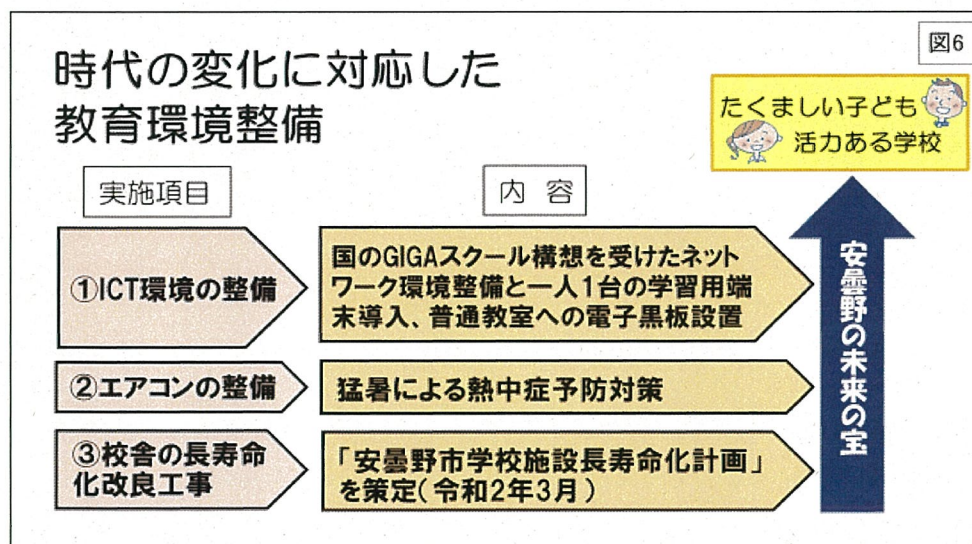 図6
時代の変化に対応した
教育環境整備
たくましい子ども
活力ある学校
実施項目
内 容
①ICT環境の整備
国のGIGAスクール構想を受けたネット
ワーク環境整備と一人1台の学習用端
末導入、普通教室への電子黒板設置
②エアコンの整備
猛暑による熱中症予防対策
③校舎の長寿命
化改良工事
「安曇野市学校施設長寿命化計画」
を策定(令和2年3月)
安曇野の未来の宝